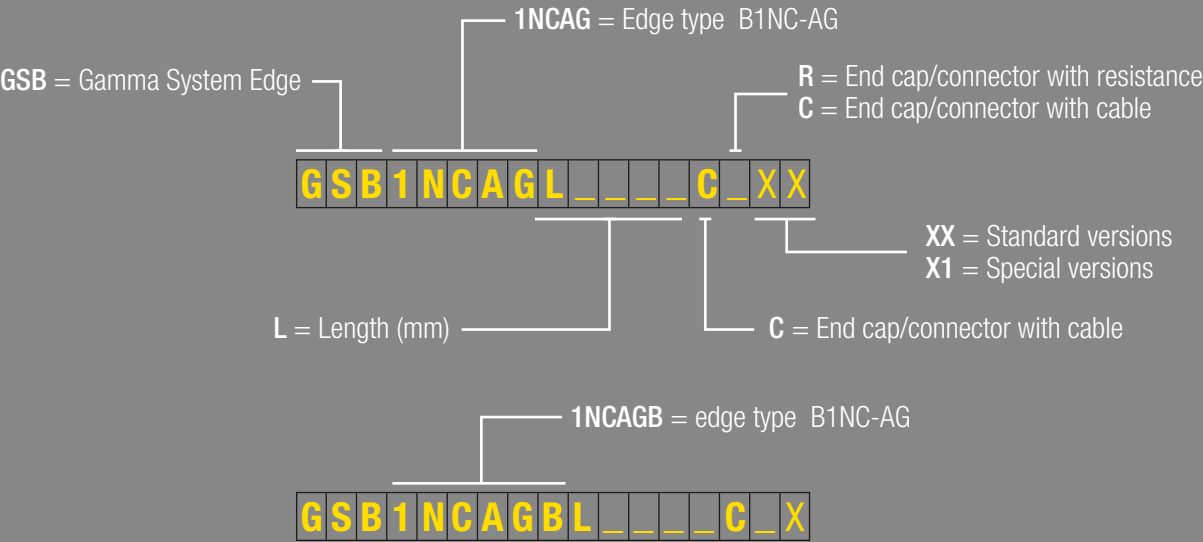 1NCAG = Edge type B1NC-AG
GSB = Gamma System Edge
R = End cap/connector with resistance
C = End cap/connector with cable
GSB1NCAGL____C_XX
XX = Standard versions
X1 = Special versions
L = Length (mm)
C = End cap/connector with cable
1NCAGB = edge type B1NC-AG
GSB1NCAGBL____C_X